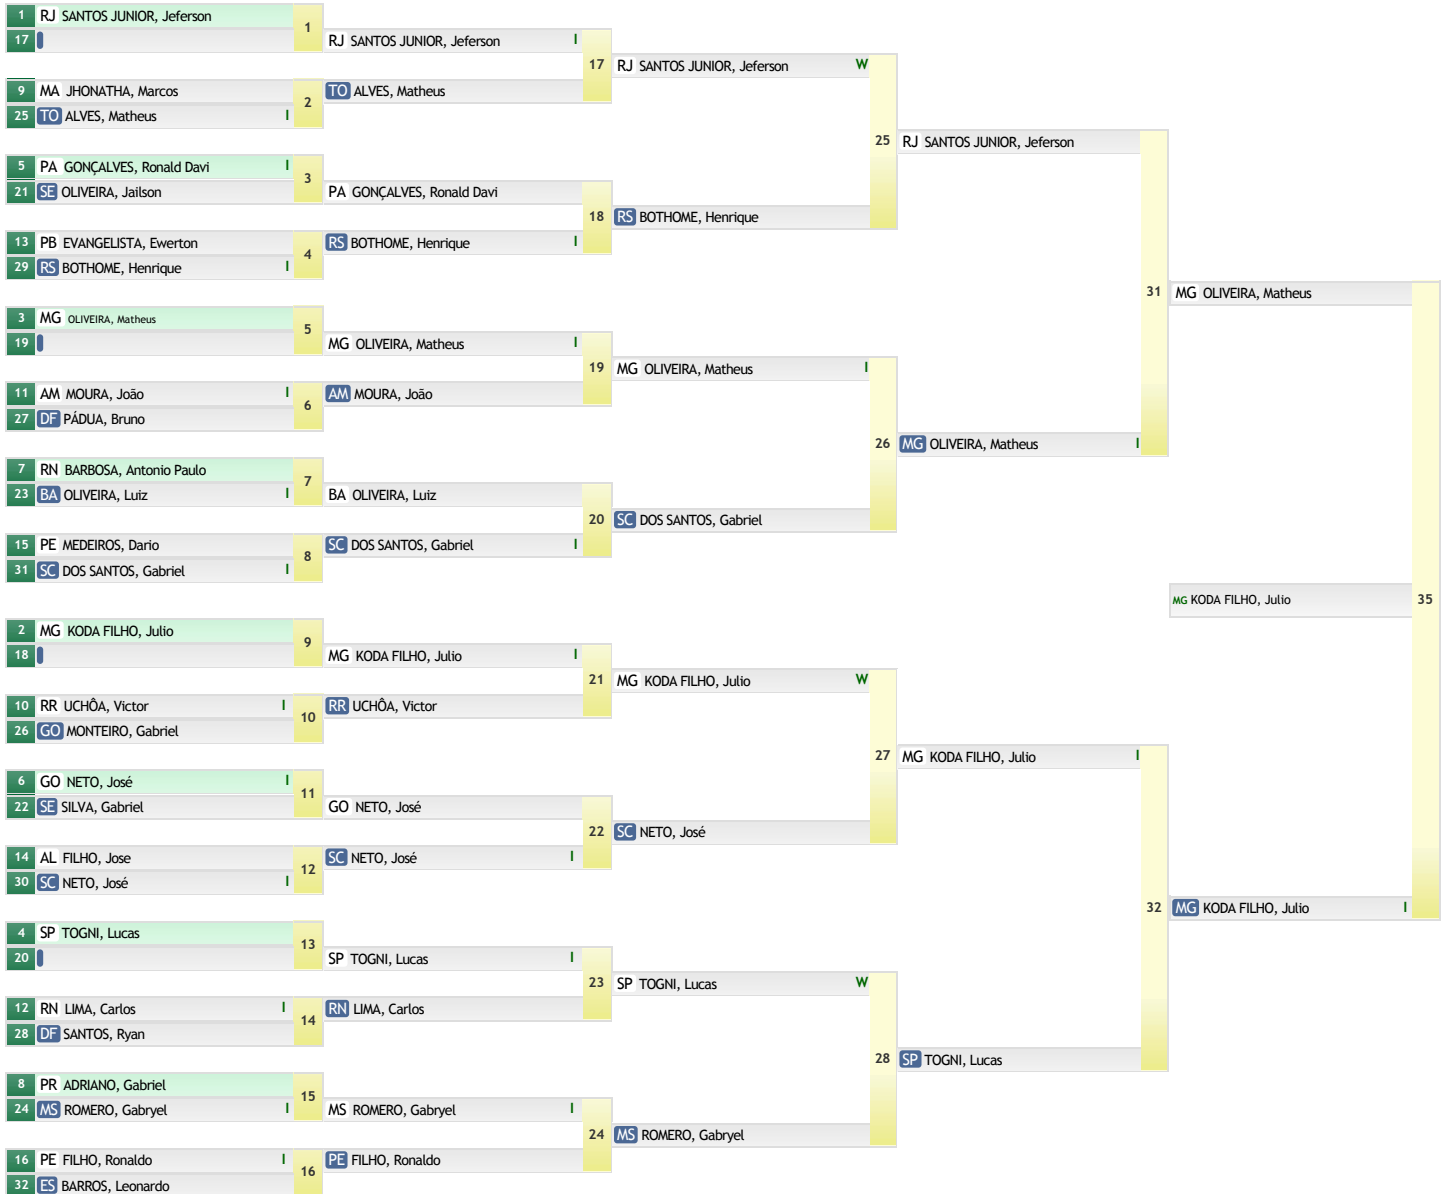 1 RJ SANTOS JUNIOR, Jeferson
17
1
9 MA JHONATHA, Marcos
25 TO ALVES, Matheus I
2
5 PA GONÇALVES, Ronald Davi I
21 SE OLIVEIRA, Jailson
3
13 PB EVANGELISTA, Ewerton
29 RS BOTHOME, Henrique I
4
3 MG OLIVEIRA, Matheus
19
5
11 AM MOURA, João I
27 DF PÁDUA, Bruno
6
7 RN BARBOSA, Antonio Paulo
23 BA OLIVEIRA, Luiz I
7
15 PE MEDEIROS, Dario
31 SC DOS SANTOS, Gabriel I
8
2 MG KODA FILHO, Julio
18
9
10 RR UCHÔA, Victor I
26 GO MONTEIRO, Gabriel
10
6 GO NETO, José I
22 SE SILVA, Gabriel
11
14 AL FILHO, Jose
30 SC NETO, José I
12
4 SP TOGNI, Lucas
20
13
12 RN LIMA, Carlos I
28 DF SANTOS, Ryan
14
8 PR ADRIANO, Gabriel
24 MS ROMERO, Gabryel I
15
16 PE FILHO, Ronaldo I
32 ES BARROS, Leonardo
16
RJ SANTOS JUNIOR, Jeferson I
TO ALVES, Matheus
17
PA GONÇALVES, Ronald Davi
RS BOTHOME, Henrique I
18
MG OLIVEIRA, Matheus I
AM MOURA, João
19
BA OLIVEIRA, Luiz
SC DOS SANTOS, Gabriel I
20
MG KODA FILHO, Julio I
RR UCHÔA, Victor
21
GO NETO, José
SC NETO, José I
22
SP TOGNI, Lucas I
RN LIMA, Carlos
23
MS ROMERO, Gabryel I
PE FILHO, Ronaldo
24
RJ SANTOS JUNIOR, Jeferson W
RS BOTHOME, Henrique
25
MG OLIVEIRA, Matheus I
SC DOS SANTOS, Gabriel
26
MG KODA FILHO, Julio W
SC NETO, José
27
SP TOGNI, Lucas W
MS ROMERO, Gabryel
28
RJ SANTOS JUNIOR, Jeferson
MG OLIVEIRA, Matheus I
31
MG KODA FILHO, Julio I
SP TOGNI, Lucas
32
MG OLIVEIRA, Matheus
MG KODA FILHO, Julio
35
MG KODA FILHO, Julio I